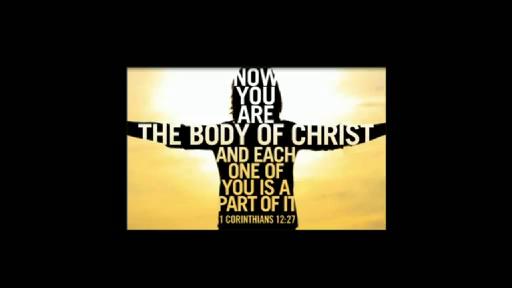 NOW
YOU
ARE
THE BODY OF CHRIST
AND EACH
ONE OF
YOU IS A
PART OF IT
1 CORINTHIANS 12:27